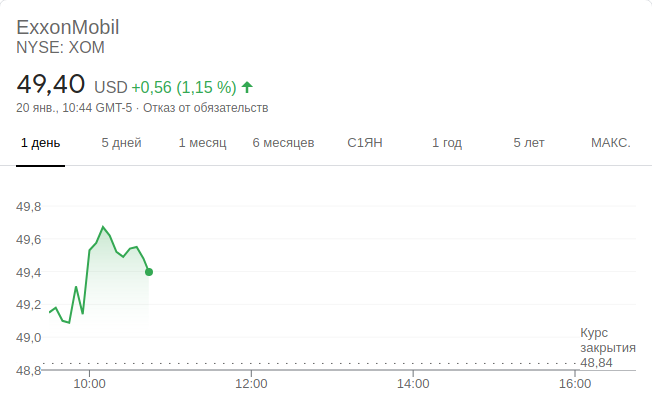 ExxonMobil
NYSE: XOM
49,40 USD +0,56 (1,15 %)
20 янв., 10:44 GMT-5 · Отказ от обязательств
1 день 5 дней 1 месяц 6 месяцев С1ЯН 1 год 5 лет МАКС.
49,8
49,6
49,4
49,2
49,0
48,8
Курс
закрытия
48,84
10:00 12:00 14:00 16:00